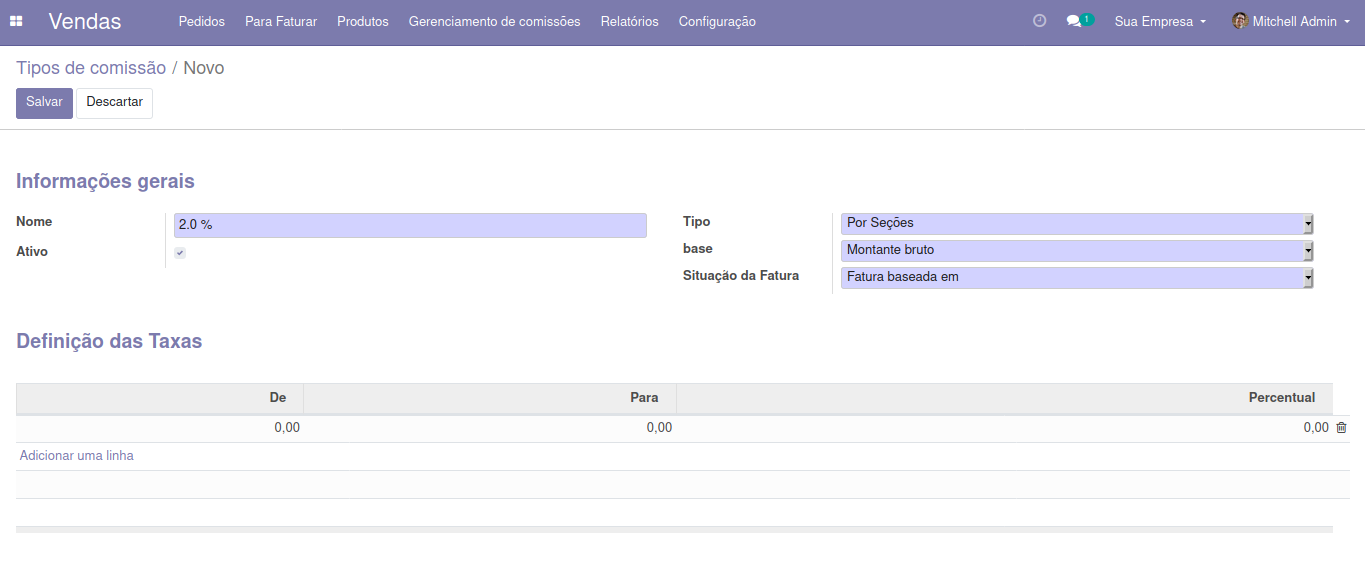 Vendas Pedidos Para Faturar Produtos Gerenciamento de comissões Relatórios Configuração 1 Sua Empresa Mitchell Admin
Tipos de comissão / Novo
Salvar Descartar
Informações gerais
Nome 2.0 % Tipo Por Seções
Ativo base Montante bruto
Situação da Fatura Fatura baseada em
Definição das Taxas
De Para Percentual
0,00 0,00 0,00
Adicionar uma linha